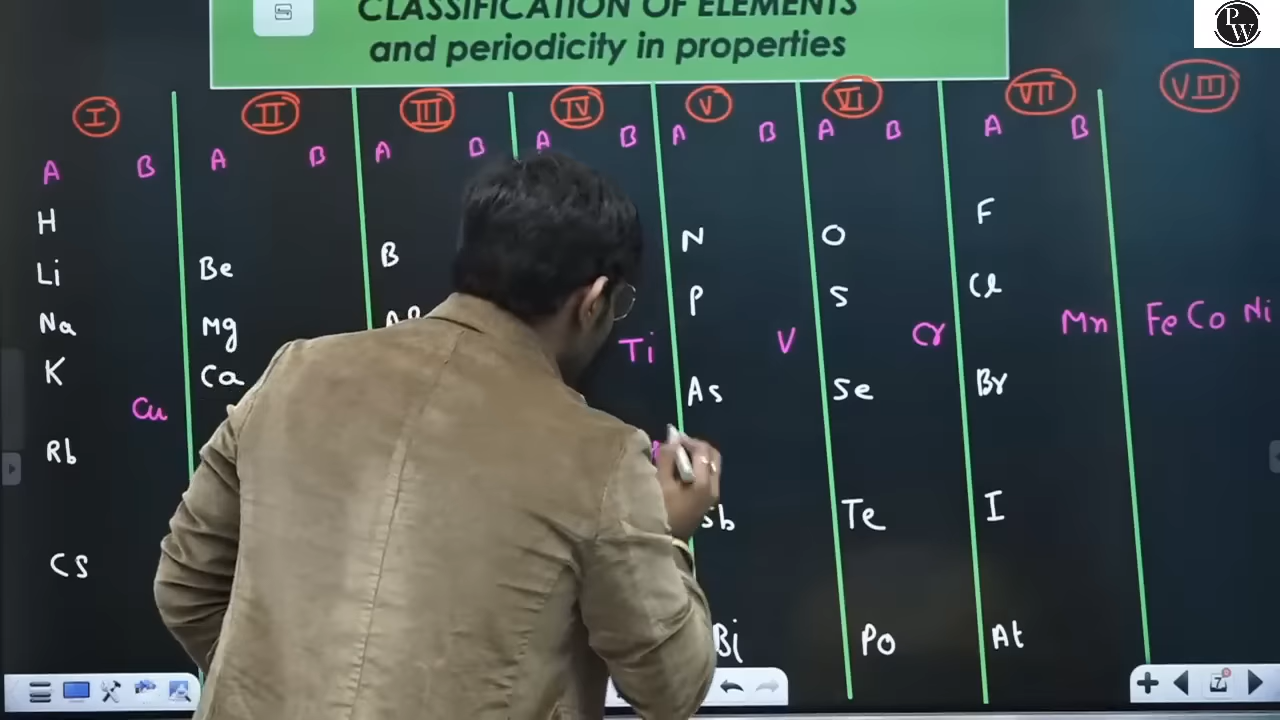 CLASSIFICATION OF ELEMENTS
and periodicity in properties
PW
I II III IV V VI VII VIII
A B A B A B A B A B A B A B
H F
B N O
Li Be P S Cl
Na Mg Ti V Cr Mn Fe Co Ni
K Ca As Se Br
Cu
Rb
Te I
Cs
Bi Po At